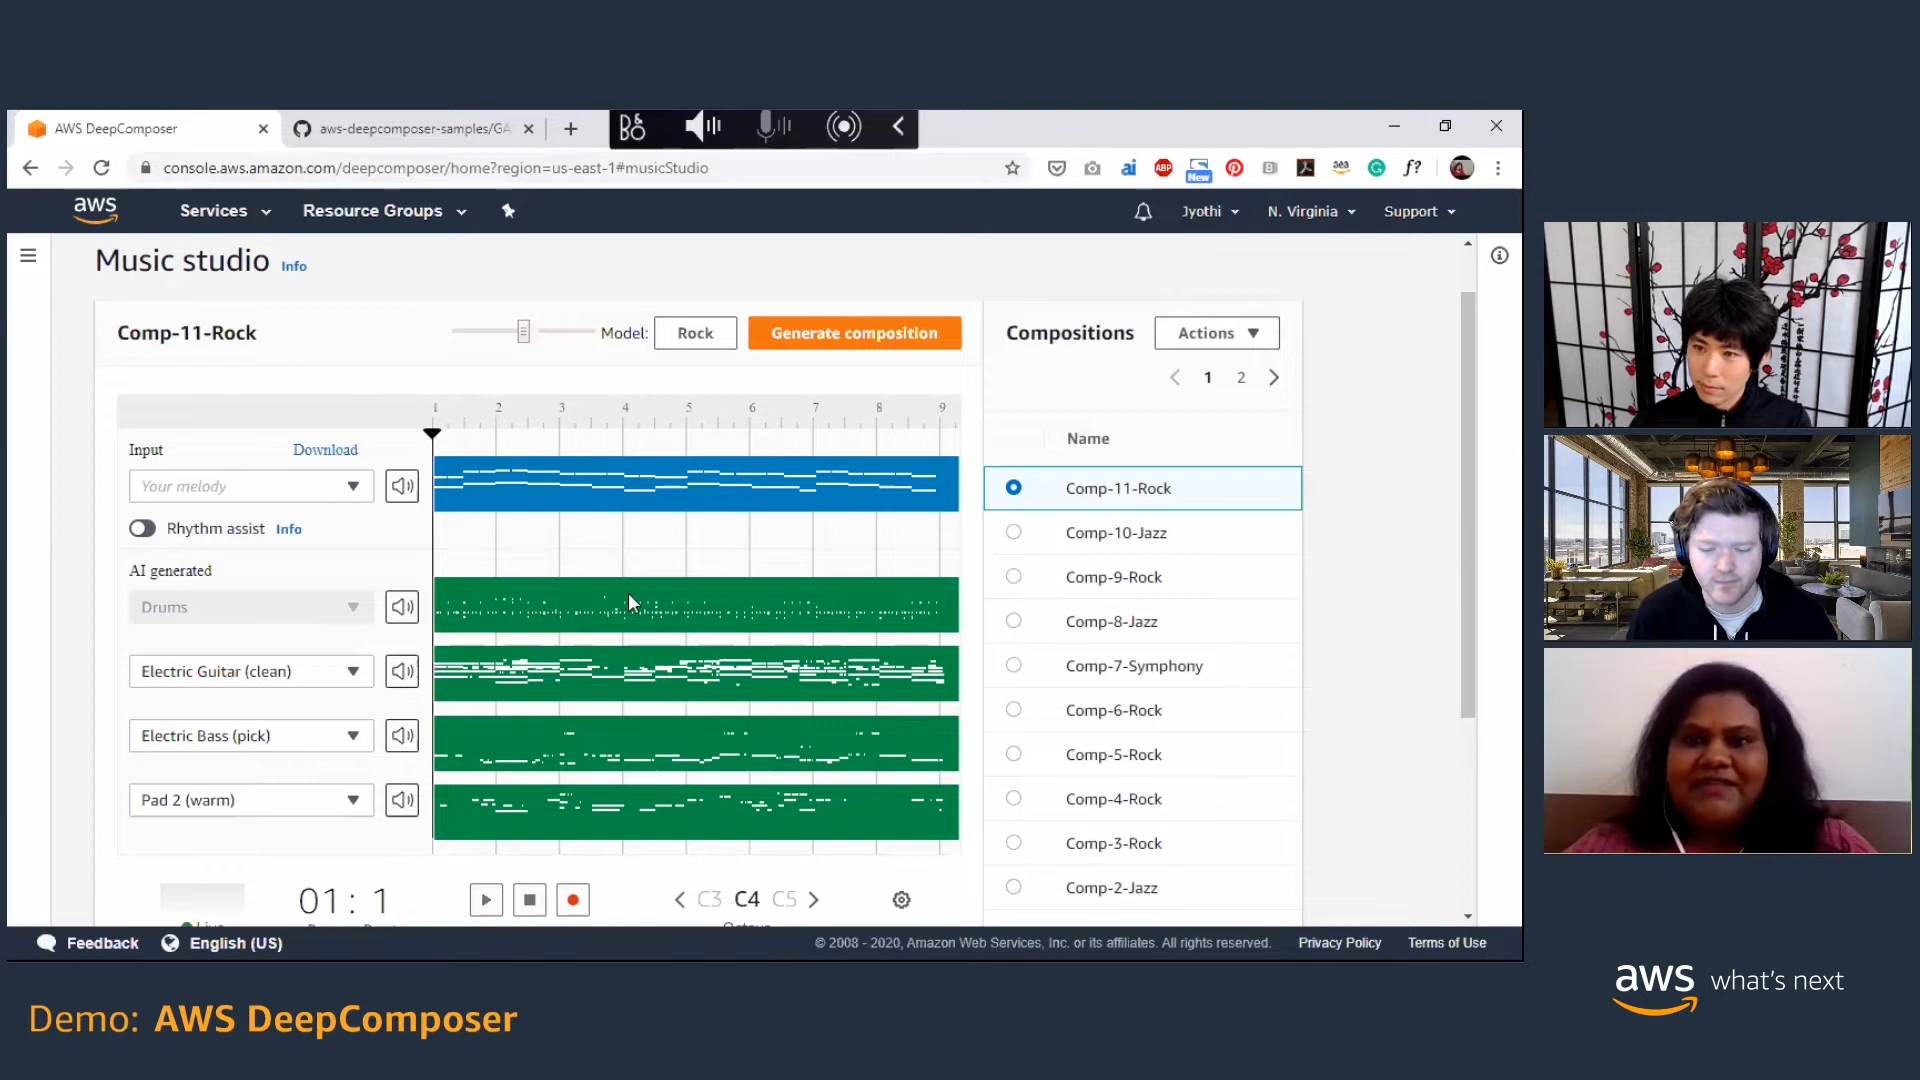 AWS DeepComposer
aws-deepcomposer-samples/GA
console.aws.amazon.com/deepcomposer/home?region=us-east-1#musicStudio
ai
ABP
New
f?
aws
Services
Resource Groups
Jyothi
N. Virginia
Support
Music studio
Info
Comp-11-Rock
Model:
Rock
Generate composition
1 2 3 4 5 6 7 8 9
Input
Download
Your melody
Rhythm assist
Info
AI generated
Drums
Electric Guitar (clean)
Electric Bass (pick)
Pad 2 (warm)
01: 1
C3 C4 C5
Compositions
Actions
1 2
Name
Comp-11-Rock
Comp-10-Jazz
Comp-9-Rock
Comp-8-Jazz
Comp-7-Symphony
Comp-6-Rock
Comp-5-Rock
Comp-4-Rock
Comp-3-Rock
Comp-2-Jazz
Feedback
English (US)
© 2008 - 2020, Amazon Web Services, Inc. or its affiliates. All rights reserved.
Privacy Policy
Terms of Use
Demo: AWS DeepComposer
aws what's next